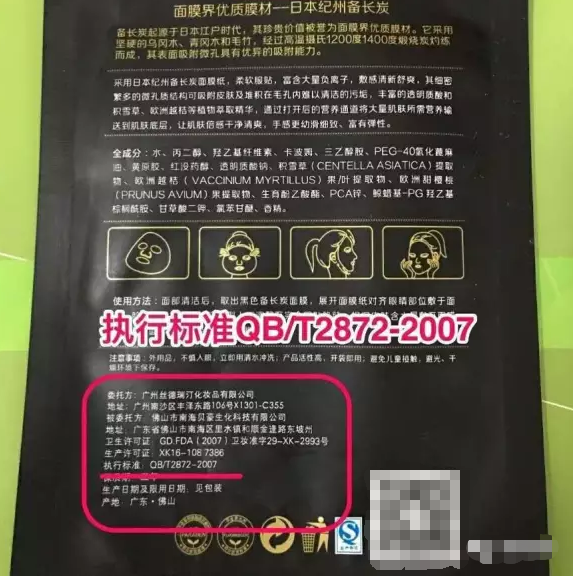 面膜界优质膜材--日本纪州备长炭
备长炭起源于日本江户时代，其珍贵价值被誉为面膜优质膜材。它采用
坚硬的乌冈木、青冈木和毛竹，经过高温摄氏1200度1400度煅烧炭灼练
而成，其表面吸附微孔具有优异的吸附能力。
采用日本纪州备长炭面膜纸，柔软服贴，富含大量负离子，敷感清新舒爽，其细密
繁多的微孔质结构可吸附皮肤及堆积在毛孔内难以清洁的污垢，丰富的透明质酸和
积雪草、欧洲越桔等植物萃取精华，通过打开后的营养通道将大量肌肤所需营养输
送到肌肤底层，让肌肤倍感干净清爽，手感更幼滑细致、富有弹性。
全成分：水、丙二醇、羟乙基纤维素、卡波姆、三乙醇胺、PEG-40氢化蓖麻
油、黄原胶、红没药醇、透明质酸钠、积雪草(CENTELLA ASIATICA)提取
物、欧洲越桔（VACCINIUM MYRTILLUS）果/叶提取物、欧洲甜樱桃
(PRUNUS AVIUM)果提取物、生育酚乙酸酯、PCA锌、鲸蜡基-PG羟乙基
棕榈酰胺、甘草酸二钾、氯苯甘醚、香精。
使用方法：面部清洁后，取出黑色备长炭面膜，展开面膜纸对齐眼睛部位敷于面
执行标准QB/T2872-2007
注意事项：外用品，不慎入眼，立即用清水冲洗；产品活性高，开袋即用；避免儿童接触，避光、干
燥环境下保存。
委托方：广州丝德瑞汀化妆品有限公司
地址：广州南沙区丰泽东路106号X1301-C355
被委托方：佛山市南海贝豪生化科技有限公司
地址：广东省佛山市南海区里水镇和顺金逢路东坡州
卫生许可证：GD.FDA（2007）卫妆准字29-XK-2993号
生产许可证：XK16-108 7386
执行标准：QB/T2872-2007
生产日期及限用日期：见包装
产地：广东·佛山